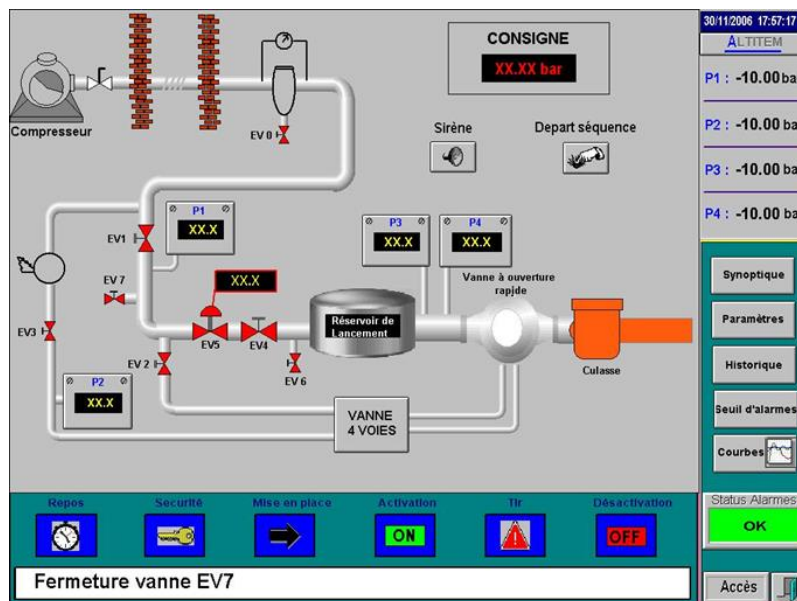 30/11/2006 17:57:17
ALTITEM
CONSIGNE
XX.XX bar
P1 : -10.00 ba
P2 : -10.00 ba
P3 : -10.00 ba
P4 : -10.00 ba
Compresseur
EV 0
Sirène
Depart séquence
P1
XX.X
P3
XX.X
P4
XX.X
EV1
EV 7
XX.X
Vanne à ouverture
rapide
Réservoir de
Lancement
EV3
EV5
EV4
EV 2
EV 6
Culasse
P2
XX.X
VANNE
4 VOIES
Synoptique
Paramètres
Historique
Seuil d'alarmes
Courbes
Repos
Securité
Mise en place
Activation
Tir
Désactivation
ON
OFF
Status Alarmes
OK
Fermeture vanne EV7
Accès